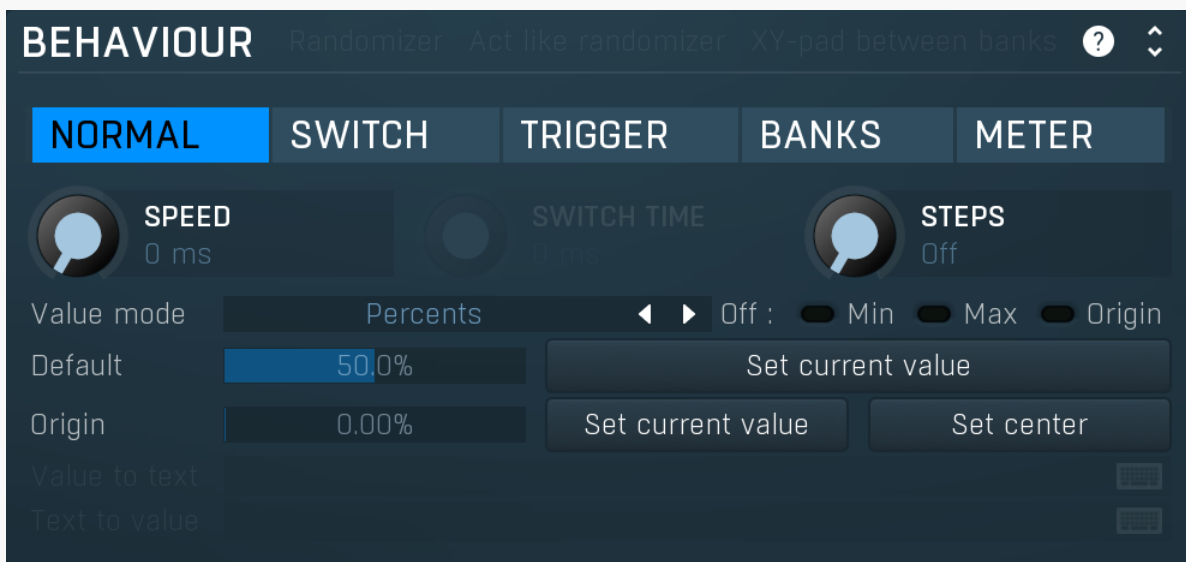 BEHAVIOUR Randomizer Act like randomizer XY-pad between banks ?
NORMAL SWITCH TRIGGER BANKS METER
SPEED SWITCH TIME STEPS
0 ms 0 ms Off
Value mode Percents Off : Min Max Origin
Default 50.0% Set current value
Origin 0.00% Set current value Set center
Value to text
Text to value